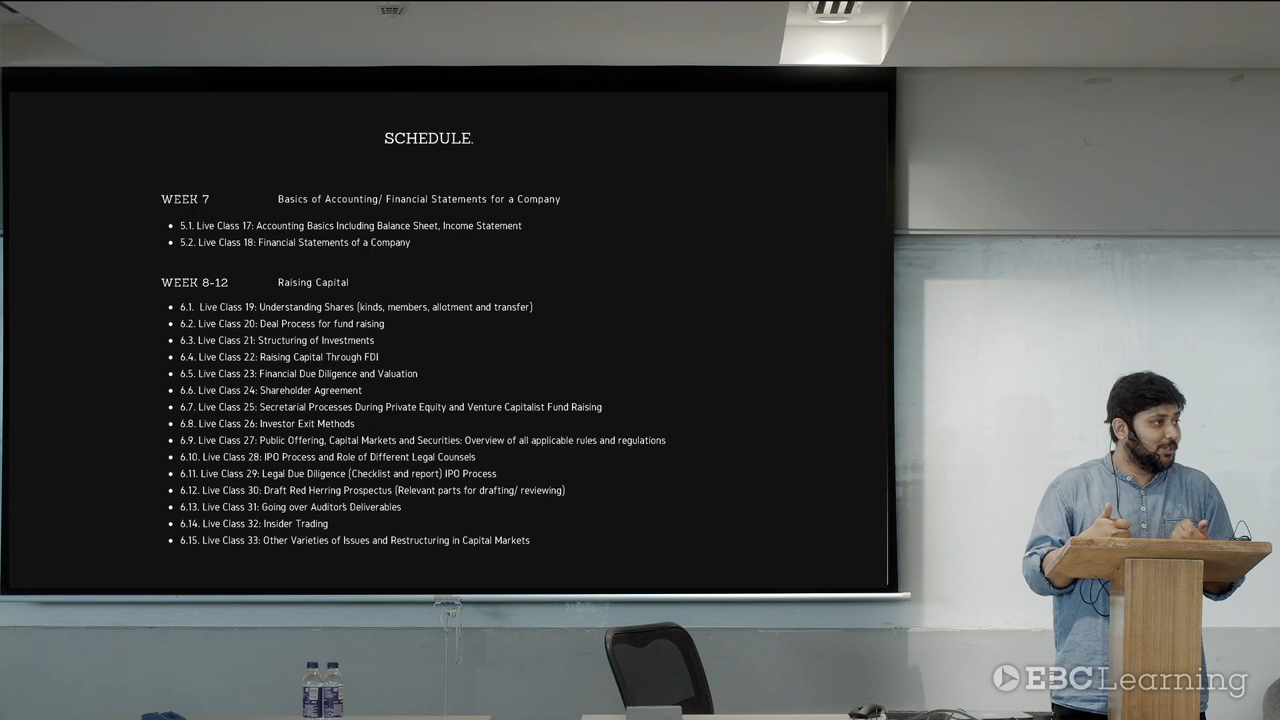 SCHEDULE.
WEEK 7 Basics of Accounting/ Financial Statements for a Company
• 5.1. Live Class 17: Accounting Basics Including Balance Sheet, Income Statement
• 5.2. Live Class 18: Financial Statements of a Company
WEEK 8-12 Raising Capital
• 6.1. Live Class 19: Understanding Shares (kinds, members, allotment and transfer)
• 6.2. Live Class 20: Deal Process for fund raising
• 6.3. Live Class 21: Structuring of Investments
• 6.4. Live Class 22: Raising Capital Through FDI
• 6.5. Live Class 23: Financial Due Diligence and Valuation
• 6.6. Live Class 24: Shareholder Agreement
• 6.7. Live Class 25: Secretarial Processes During Private Equity and Venture Capitalist Fund Raising
• 6.8. Live Class 26: Investor Exit Methods
• 6.9. Live Class 27: Public Offering, Capital Markets and Securities: Overview of all applicable rules and regulations
• 6.10. Live Class 28: IPO Process and Role of Different Legal Counsels
• 6.11. Live Class 29: Legal Due Diligence (Checklist and report) IPO Process
• 6.12. Live Class 30: Draft Red Herring Prospectus (Relevant parts for drafting/ reviewing)
• 6.13. Live Class 31: Going over Auditor's Deliverables
• 6.14. Live Class 32: Insider Trading
• 6.15. Live Class 33: Other Varieties of Issues and Restructuring in Capital Markets
EBC Learning